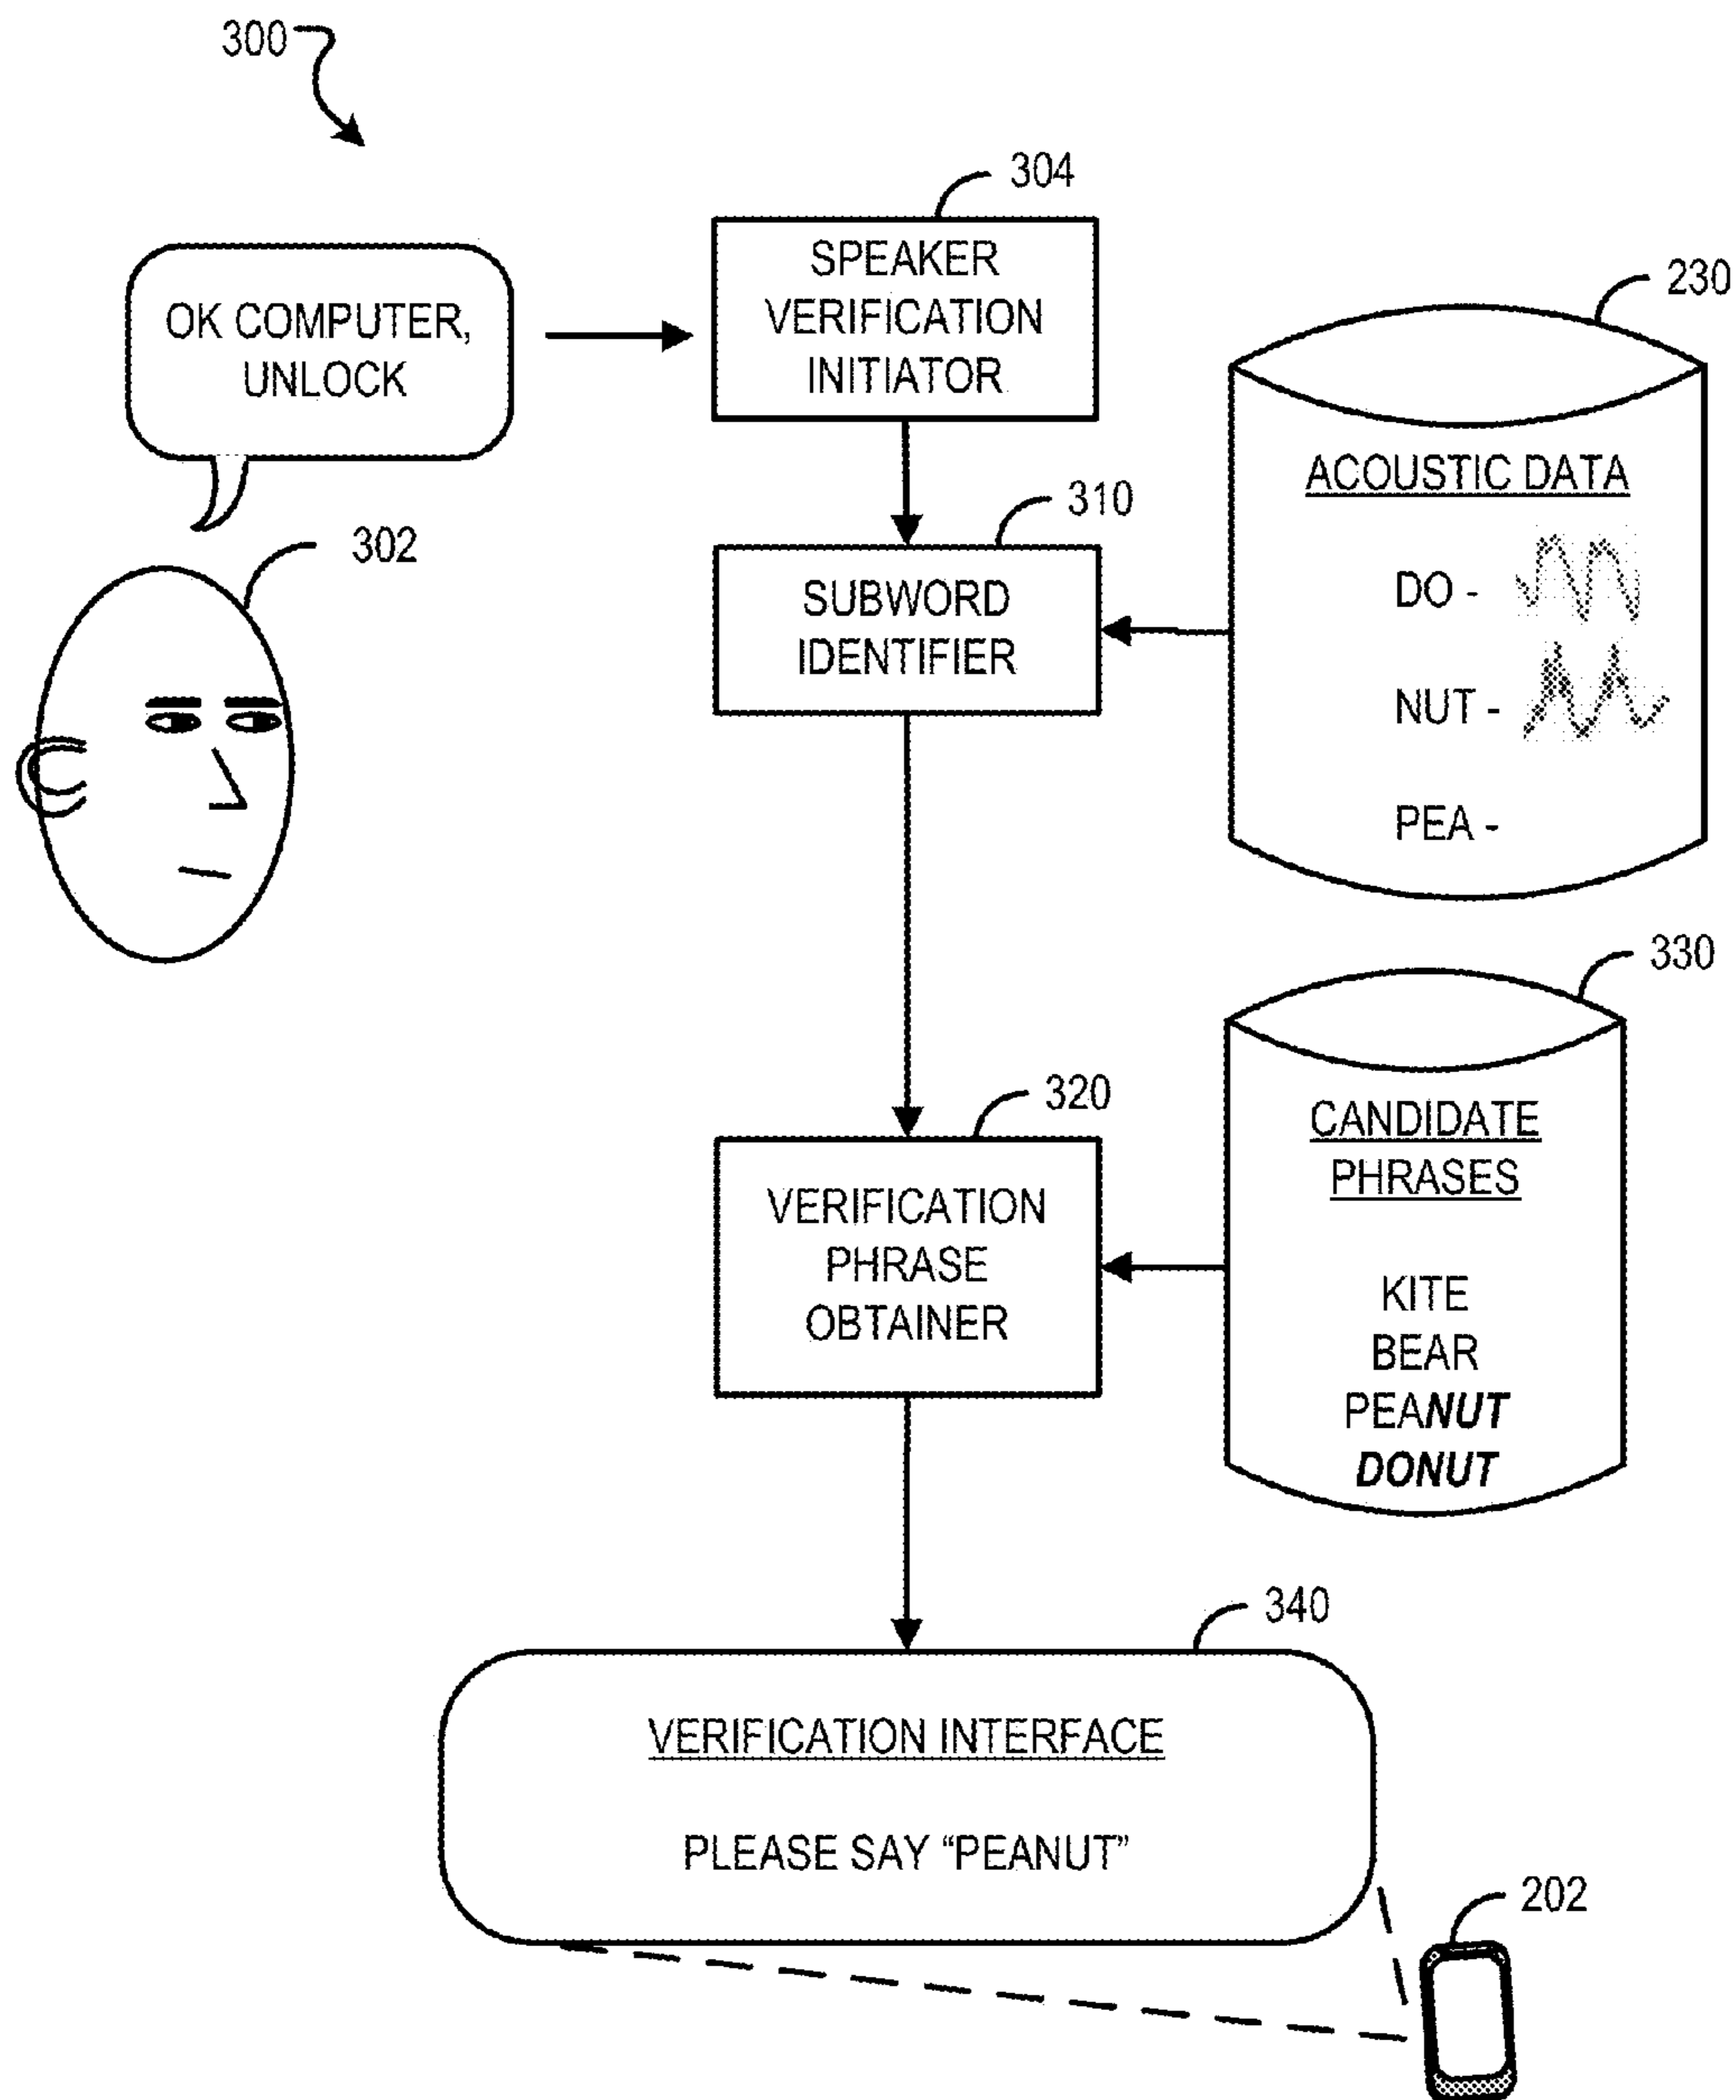 300
304
SPEAKER
VERIFICATION
INITIATOR
OK COMPUTER,
UNLOCK
230
ACOUSTIC DATA
DO -
NUT -
PEA -
302
310
SUBWORD
IDENTIFIER
330
CANDIDATE
PHRASES
KITE
BEAR
PEANUT
DONUT
320
VERIFICATION
PHRASE
OBTAINER
340
VERIFICATION INTERFACE
PLEASE SAY “PEANUT”
202